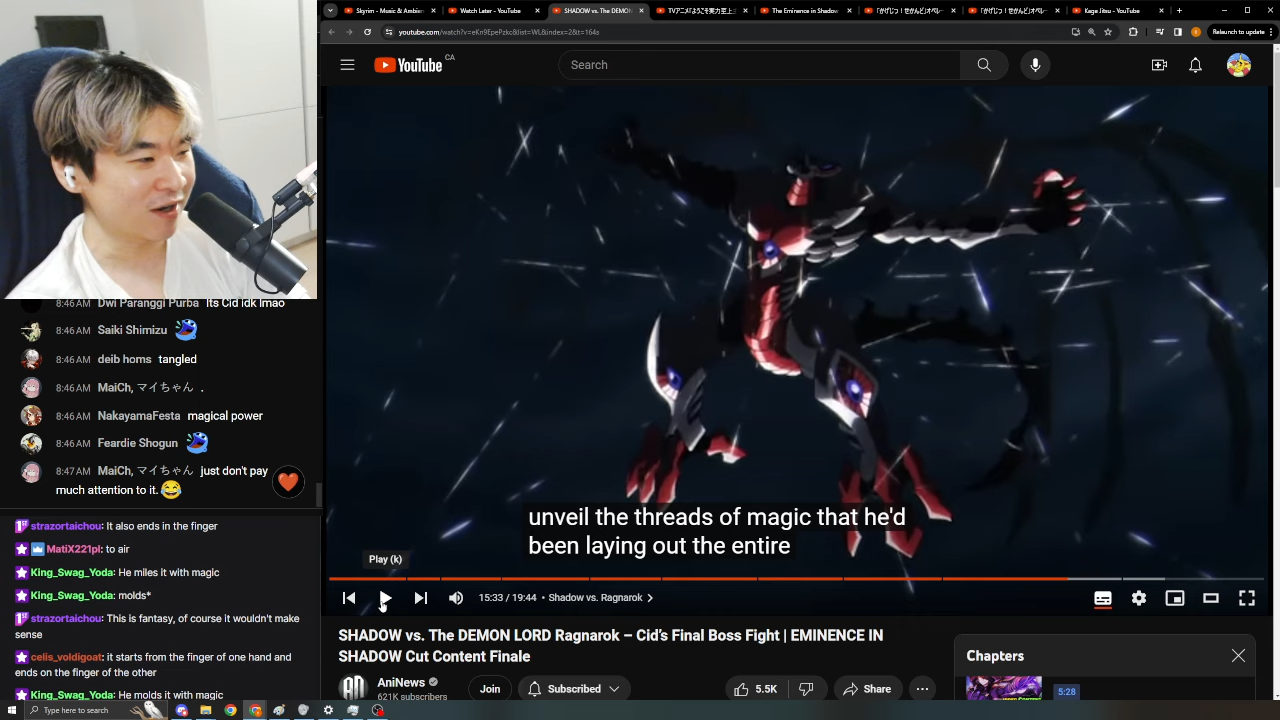 Skyrim - Music & Ambien
Watch Later - YouTube
SHADOW vs. The DEMON
TVアニメ『ようこそ実力至上主
The Eminence in Shadow
『かげじつ！せかんど』オペレー
『かげじつ！せかんど』オペレー
Kage Jitsu - YouTube
youtube.com/watch?v=eKn9EpePzkc&list=WL&index=2&t=164s
Relaunch to update
YouTube CA
Search
unveil the threads of magic that he'd
been laying out the entire
Play (k)
15:33 / 19:44 • Shadow vs. Ragnarok
SHADOW vs. The DEMON LORD Ragnarok – Cid's Final Boss Fight | EMINENCE IN
SHADOW Cut Content Finale
AniNews
621K subscribers
Join
Subscribed
5.5K
Share
Chapters
5:28
8:46 AM Dwi Paranggi Purba Its Cid idk lmao
8:46 AM Saiki Shimizu
8:46 AM deib homs tangled
8:46 AM MaiCh, マイちゃん .
8:46 AM NakayamaFesta magical power
8:46 AM Feardie Shogun
8:47 AM MaiCh, マイちゃん just don't pay
much attention to it.
strazortaichou: It also ends in the finger
MatiX221pl: to air
King_Swag_Yoda: He miles it with magic
King_Swag_Yoda: molds*
strazortaichou: This is fantasy, of course it wouldn't make
sense
celis_voldigoat: it starts from the finger of one hand and
ends on the finger of the other
King_Swag_Yoda: He molds it with magic
Type here to search